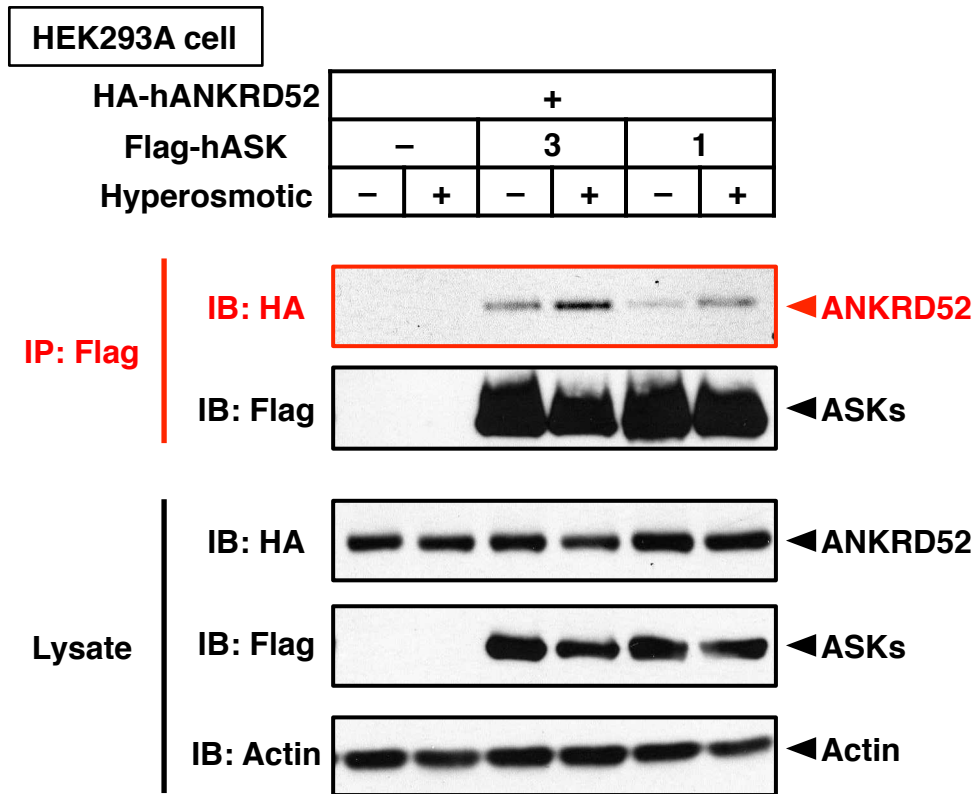 HEK293A cell
HA-hANKRD52 +
Flag-hASK – 3 1
Hyperosmotic – + – + – +
IP: Flag
IB: HA ANKRD52
IB: Flag ASKs
Lysate
IB: HA ANKRD52
IB: Flag ASKs
IB: Actin Actin